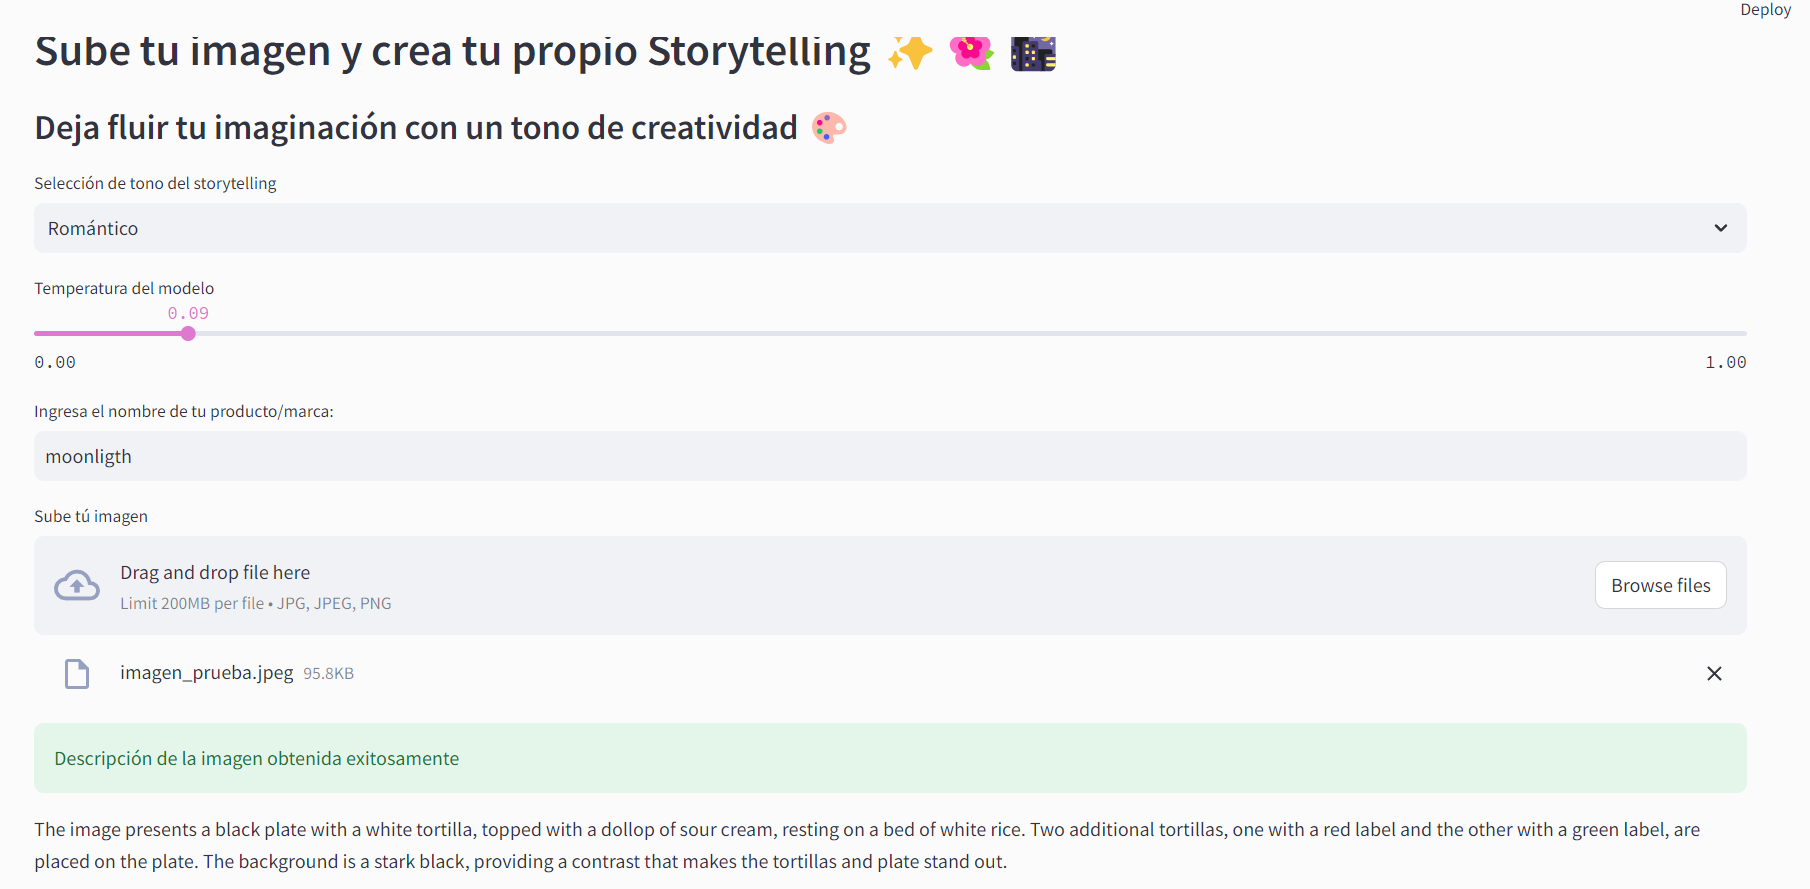 Deploy
Sube tu imagen y crea tu propio Storytelling ✨ 🌺 🌃
Deja fluir tu imaginación con un tono de creatividad 🎨
Selección de tono del storytelling
Romántico
Temperatura del modelo
0.09
0.00 1.00
Ingresa el nombre de tu producto/marca:
moonligth
Sube tú imagen
Drag and drop file here
Limit 200MB per file • JPG, JPEG, PNG
Browse files
imagen_prueba.jpeg 95.8KB
Descripción de la imagen obtenida exitosamente
The image presents a black plate with a white tortilla, topped with a dollop of sour cream, resting on a bed of white rice. Two additional tortillas, one with a red label and the other with a green label, are
placed on the plate. The background is a stark black, providing a contrast that makes the tortillas and plate stand out.